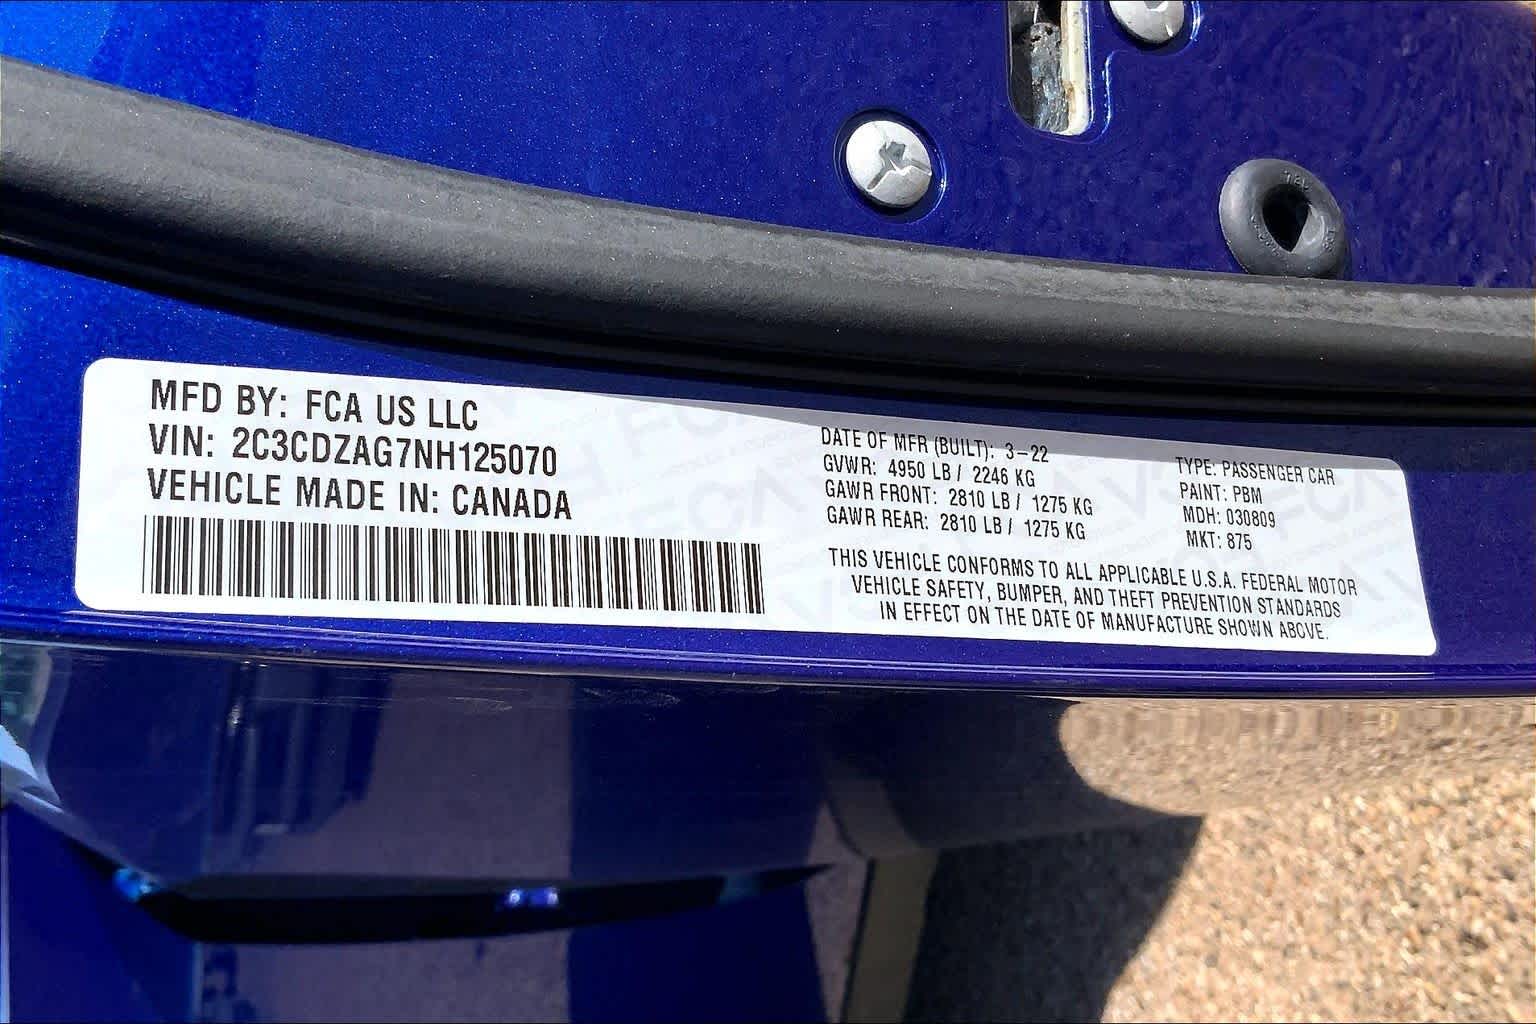 MFD BY: FCA US LLC
VIN: 2C3CDZAG7NH125070
VEHICLE MADE IN: CANADA
DATE OF MFR (BUILT): 3-22
GVWR: 4950 LB / 2246 KG
GAWR FRONT: 2810 LB / 1275 KG
GAWR REAR: 2810 LB / 1275 KG
TYPE: PASSENGER CAR
PAINT: PBM
MDH: 030809
MKT: 875
THIS VEHICLE CONFORMS TO ALL APPLICABLE U.S.A. FEDERAL MOTOR
VEHICLE SAFETY, BUMPER, AND THEFT PREVENTION STANDARDS
IN EFFECT ON THE DATE OF MANUFACTURE SHOWN ABOVE.